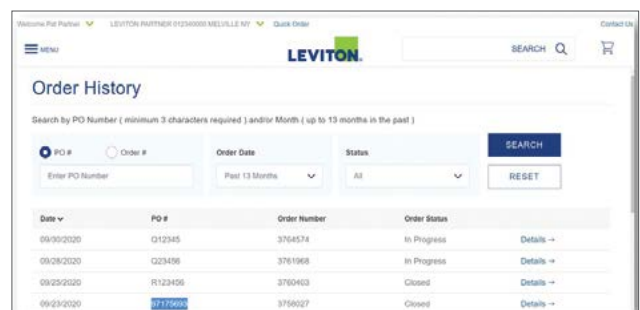 Welcome Pat Partner LEVITON PARTNER 012340000 MELVILLE NY Quick Order Contact Us
MENU LEVITON. SEARCH
Order History
Search by PO Number ( minimum 3 characters required ) and/or Month ( up to 13 months in the past )
PO # Order # Order Date Status SEARCH
Enter PO Number Past 13 Months All RESET
Date PO # Order Number Order Status
09/30/2020 Q12345 3764574 In Progress Details →
09/28/2020 Q23456 3761968 In Progress Details →
09/25/2020 R123456 3760403 Closed Details →
09/23/2020 3756027 Closed Details →